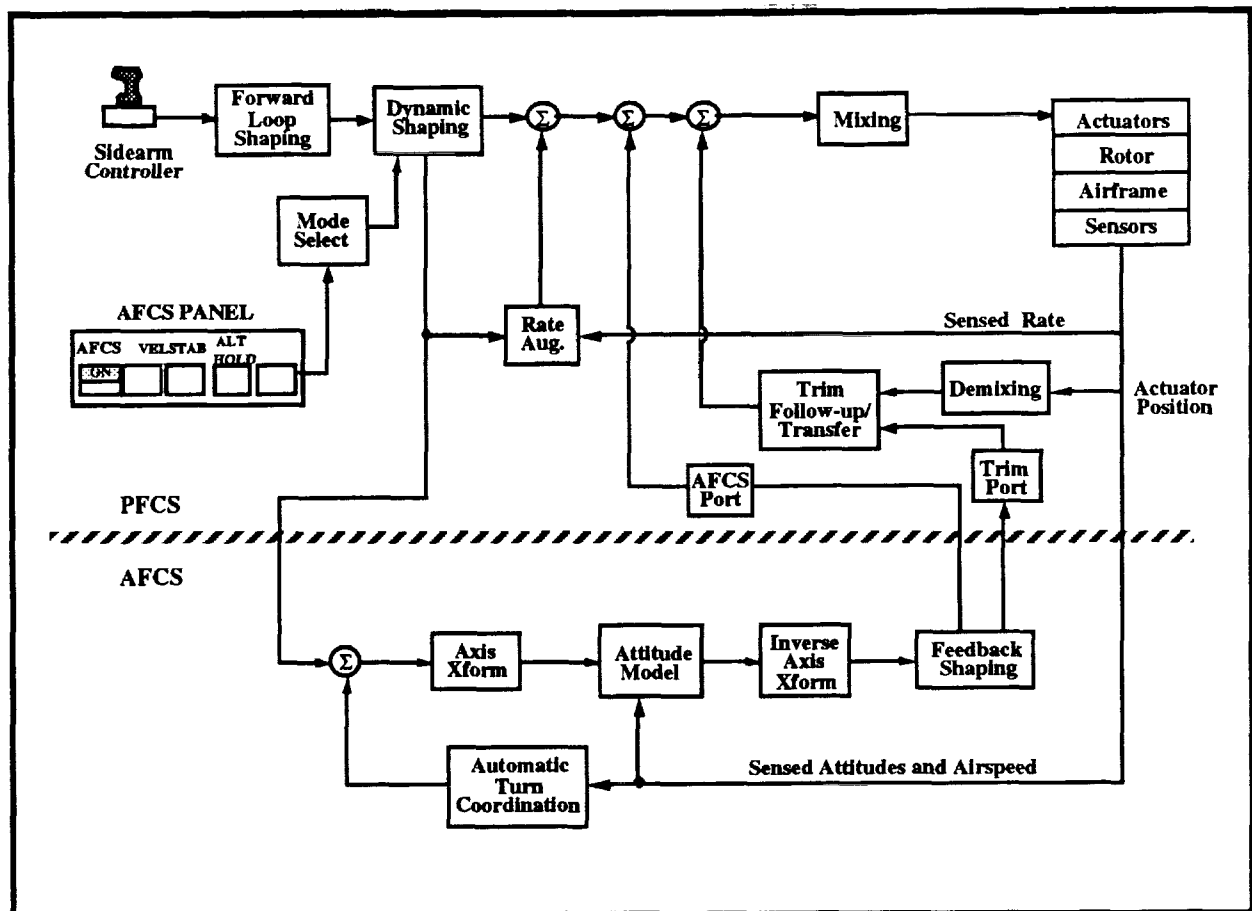 Sidearm
Controller
Forward
Loop
Shaping
Dynamic
Shaping
Σ
Σ
Σ
Mixing
Actuators
Rotor
Airframe
Sensors
Mode
Select
AFCS PANEL
AFCS
VELSTAB
ALT
HOLD
ON
Rate
Aug.
Sensed Rate
Trim
Follow-up/
Transfer
Demixing
Actuator
Position
AFCS
Port
Trim
Port
PFCS
AFCS
Σ
Axis
Xform
Attitude
Model
Inverse
Axis
Xform
Feedback
Shaping
Automatic
Turn
Coordination
Sensed Attitudes and Airspeed